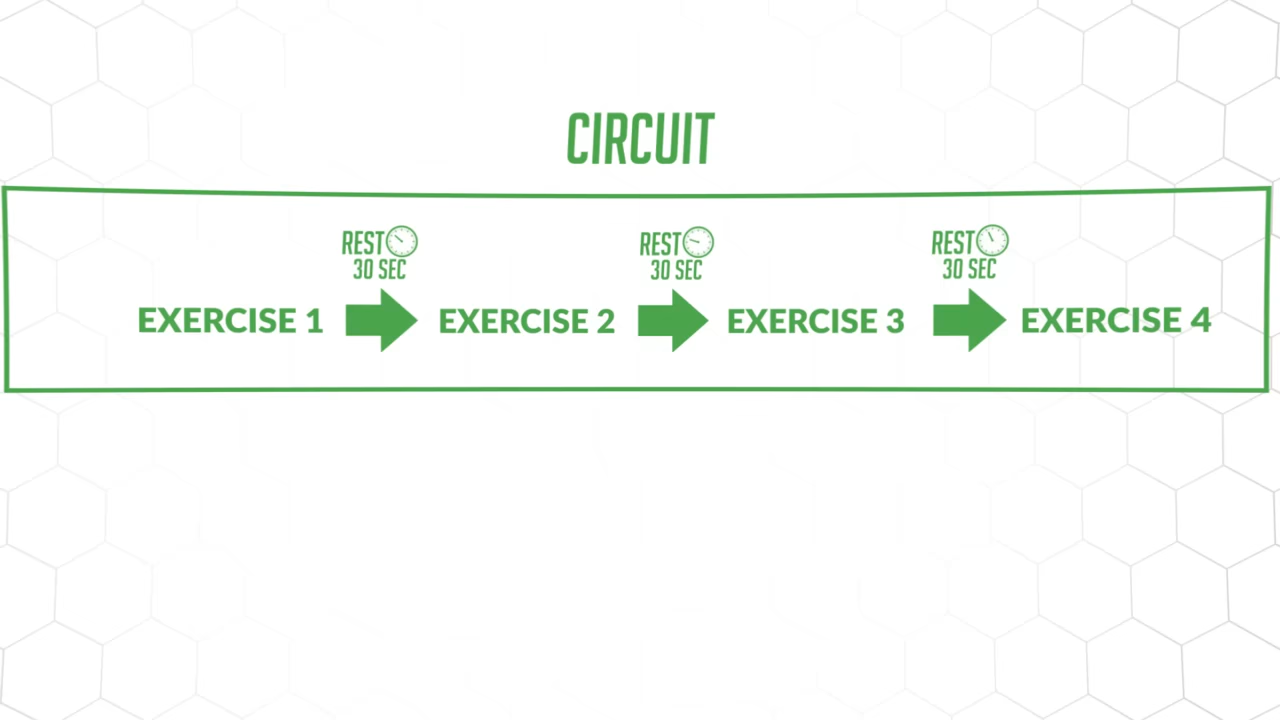 CIRCUIT
REST
30 SEC
REST
30 SEC
REST
30 SEC
EXERCISE 1
EXERCISE 2
EXERCISE 3
EXERCISE 4